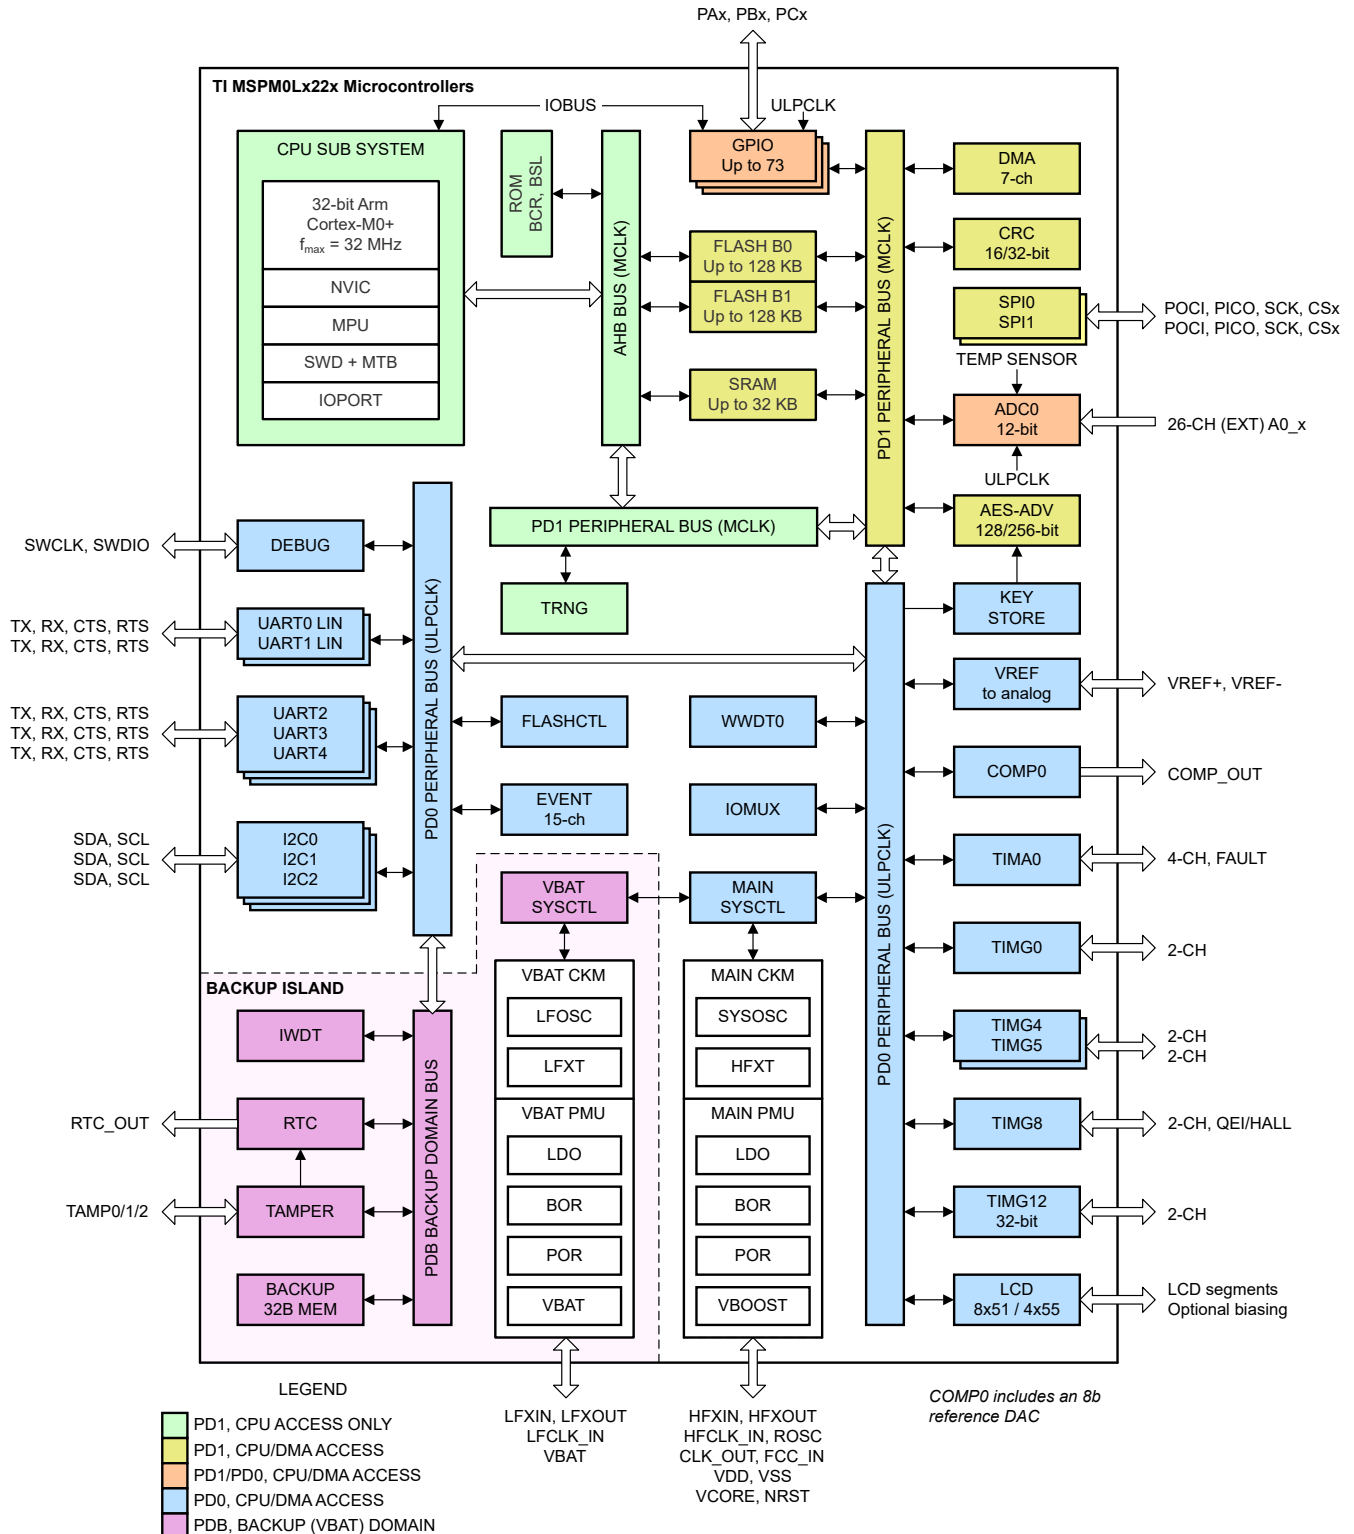 PAx, PBx, PCx
TI MSPM0Lx22x Microcontrollers
IOBUS
ULPCLK
CPU SUB SYSTEM
32-bit Arm
Cortex-M0+
fmax = 32 MHz
NVIC
MPU
SWD + MTB
IOPORT
ROM
BCR, BSL
AHB BUS (MCLK)
GPIO
Up to 73
FLASH B0
Up to 128 KB
FLASH B1
Up to 128 KB
SRAM
Up to 32 KB
PD1 PERIPHERAL BUS (MCLK)
DMA
7-ch
CRC
16/32-bit
SPI0
SPI1
POCI, PICO, SCK, CSx
POCI, PICO, SCK, CSx
TEMP SENSOR
ADC0
12-bit
26-CH (EXT) A0_x
ULPCLK
AES-ADV
128/256-bit
PD1 PERIPHERAL BUS (MCLK)
TRNG
SWCLK, SWDIO
DEBUG
TX, RX, CTS, RTS
TX, RX, CTS, RTS
UART0 LIN
UART1 LIN
TX, RX, CTS, RTS
TX, RX, CTS, RTS
TX, RX, CTS, RTS
UART2
UART3
UART4
SDA, SCL
SDA, SCL
SDA, SCL
I2C0
I2C1
I2C2
PD0 PERIPHERAL BUS (ULPCLK)
FLASHCTL
EVENT
15-ch
WWDT0
IOMUX
VBAT
SYSCTL
MAIN
SYSCTL
PD0 PERIPHERAL BUS (ULPCLK)
KEY
STORE
VREF
to analog
VREF+, VREF-
COMP0
COMP_OUT
TIMA0
4-CH, FAULT
TIMG0
2-CH
TIMG4
TIMG5
2-CH
2-CH
TIMG8
2-CH, QEI/HALL
TIMG12
32-bit
2-CH
LCD
8x51 / 4x55
LCD segments
Optional biasing
BACKUP ISLAND
IWDT
RTC_OUT
RTC
TAMP0/1/2
TAMPER
BACKUP
32B MEM
PDB BACKUP DOMAIN BUS
VBAT CKM
LFOSC
LFXT
VBAT PMU
LDO
BOR
POR
VBAT
MAIN CKM
SYSOSC
HFXT
MAIN PMU
LDO
BOR
POR
VBOOST
LFXIN, LFXOUT
LFCLK_IN
VBAT
HFXIN, HFXOUT
HFCLK_IN, ROSC
CLK_OUT, FCC_IN
VDD, VSS
VCORE, NRST
COMP0 includes an 8b
reference DAC
LEGEND
PD1, CPU ACCESS ONLY
PD1, CPU/DMA ACCESS
PD1/PD0, CPU/DMA ACCESS
PD0, CPU/DMA ACCESS
PDB, BACKUP (VBAT) DOMAIN